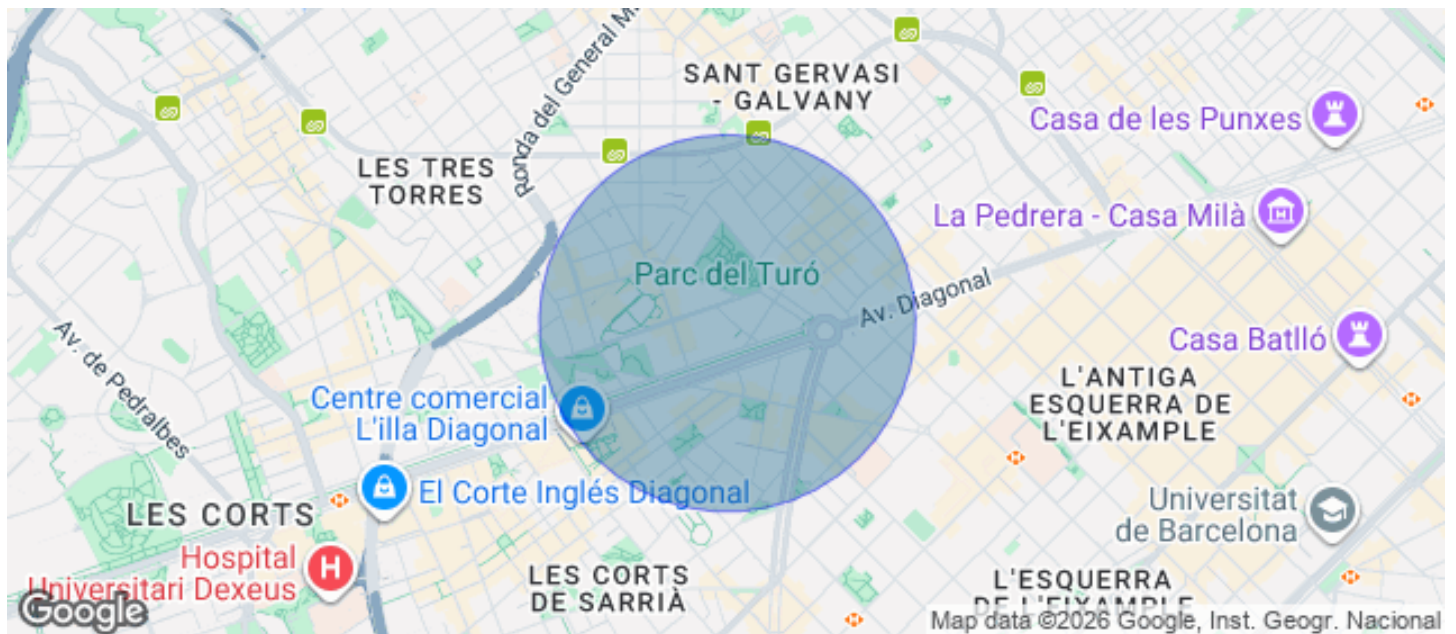 SANT GERVASI
- GALVANY
Ronda del General Mi
Casa de les Punxes
LES TRES
TORRES
La Pedrera - Casa Milà
Parc del Turó
Av. Diagonal
Av. de Pedralbes
Casa Batlló
L'ANTIGA
ESQUERRA DE
L'EIXAMPLE
Centre comercial
L'illa Diagonal
El Corte Inglés Diagonal
LES CORTS
Universitat
de Barcelona
Hospital
Universitari Dexeus
H
LES CORTS
DE SARRIÀ
L'ESQUERRA
DE L'EIXAMPLE
Google
Map data ©2026 Google, Inst. Geogr. Nacional